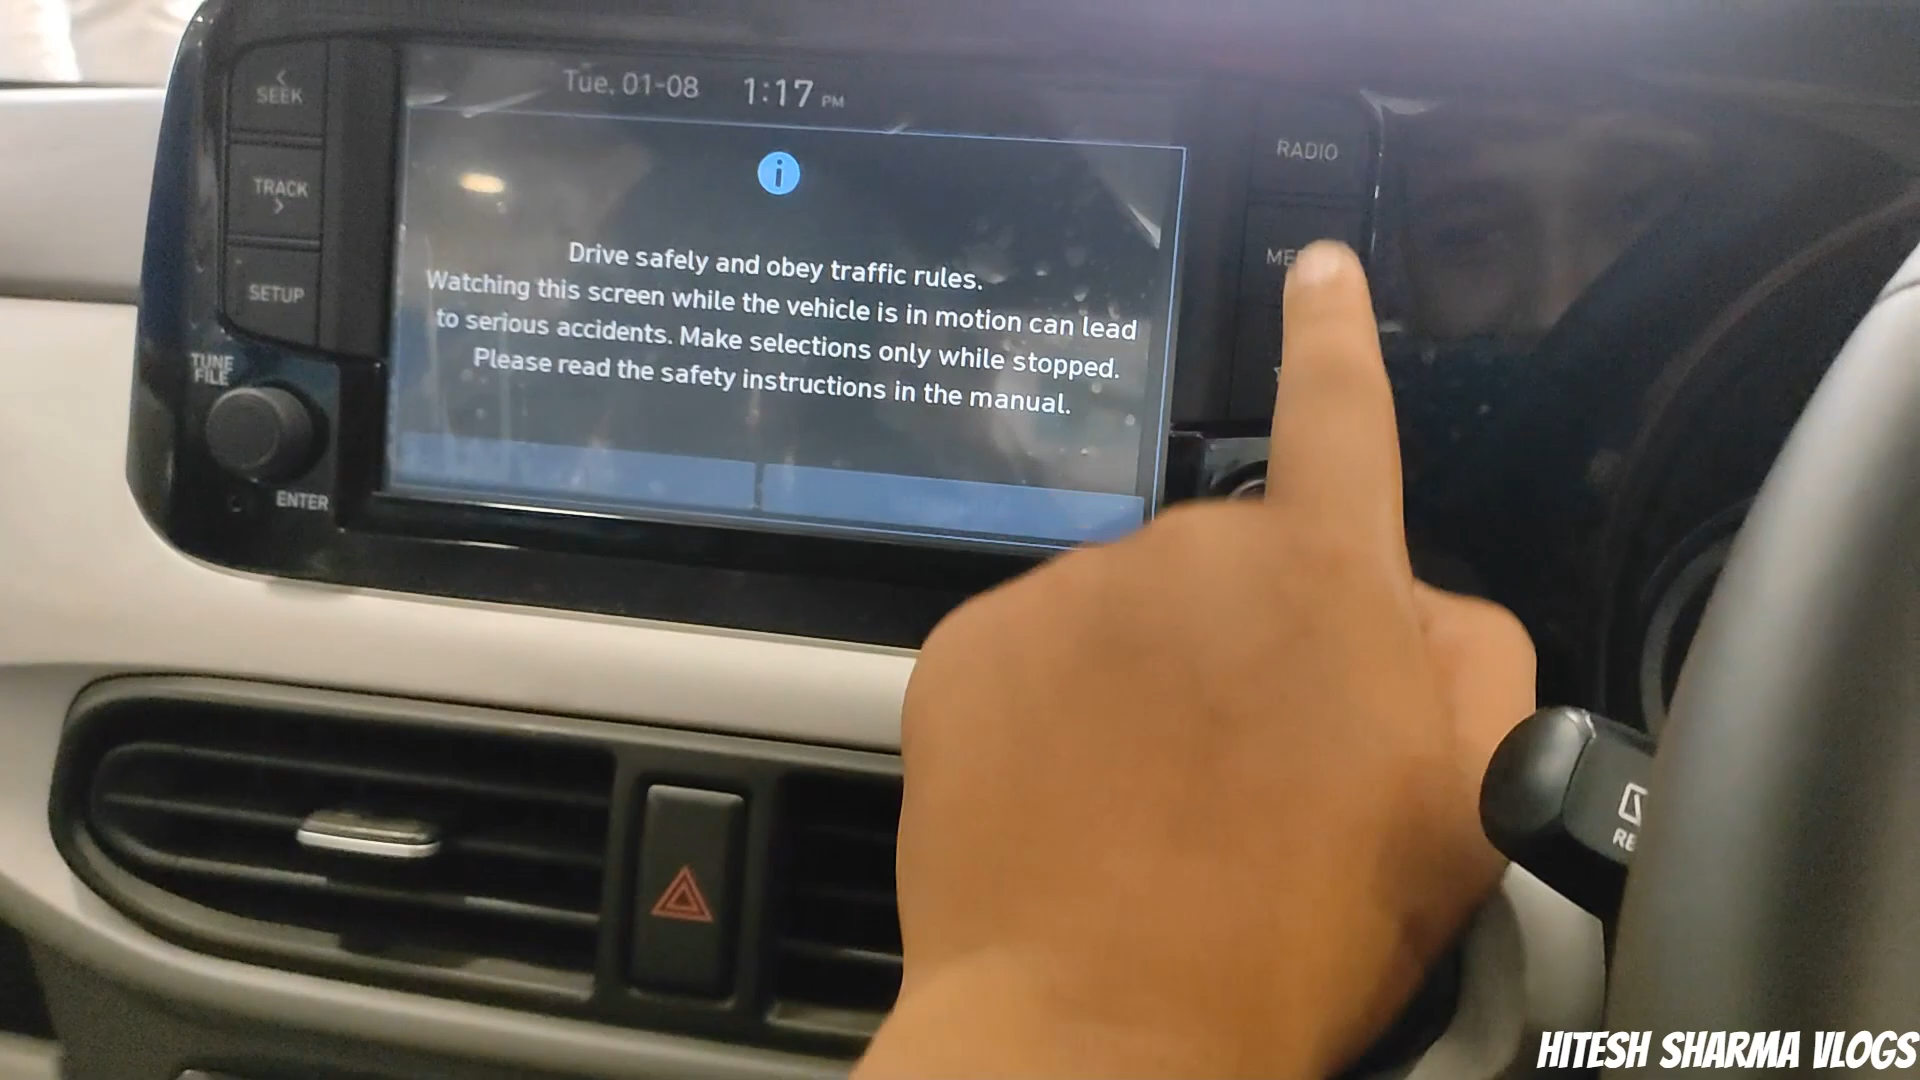 SEEK
TRACK
SETUP
TUNE
FILE
ENTER
Tue, 01-08 1:17 PM
Drive safely and obey traffic rules.
Watching this screen while the vehicle is in motion can lead
to serious accidents. Make selections only while stopped.
Please read the safety instructions in the manual.
RADIO
HITESH SHARMA VLOGS